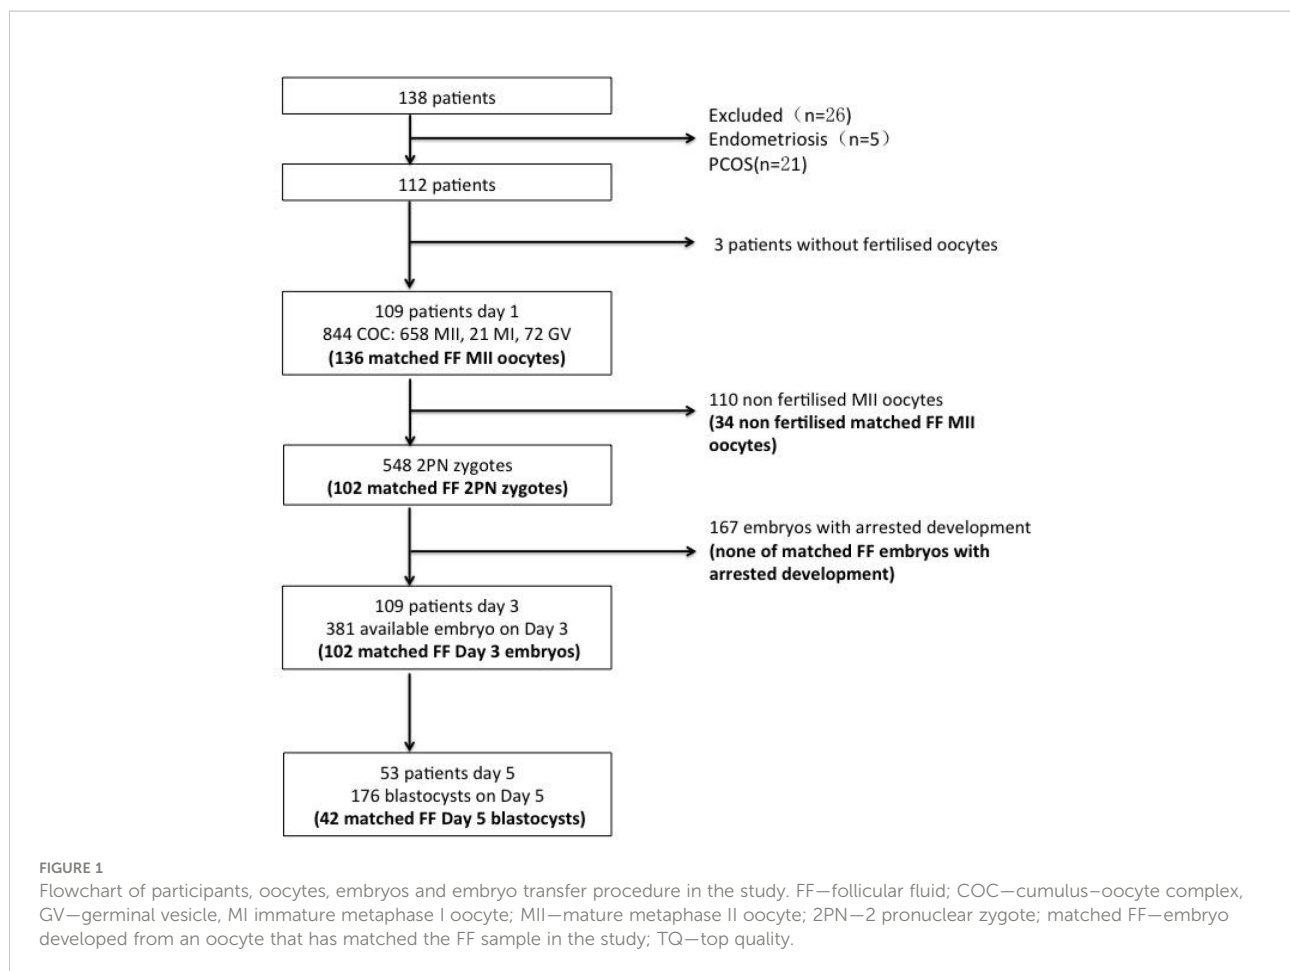 138 patients
Excluded（n=26)
Endometriosis（n=5）
PCOS(n=21)
112 patients
3 patients without fertilised oocytes
109 patients day 1
844 COC: 658 MII, 21 MI, 72 GV
(136 matched FF MII oocytes)
110 non fertilised MII oocytes
(34 non fertilised matched FF MII
oocytes)
548 2PN zygotes
(102 matched FF 2PN zygotes)
167 embryos with arrested development
(none of matched FF embryos with
arrested development)
109 patients day 3
381 available embryo on Day 3
(102 matched FF Day 3 embryos)
53 patients day 5
176 blastocysts on Day 5
(42 matched FF Day 5 blastocysts)
FIGURE 1
Flowchart of participants, oocytes, embryos and embryo transfer procedure in the study. FF—follicular fluid; COC—cumulus–oocyte complex,
GV—germinal vesicle, MI immature metaphase I oocyte; MII—mature metaphase II oocyte; 2PN—2 pronuclear zygote; matched FF—embryo
developed from an oocyte that has matched the FF sample in the study; TQ—top quality.